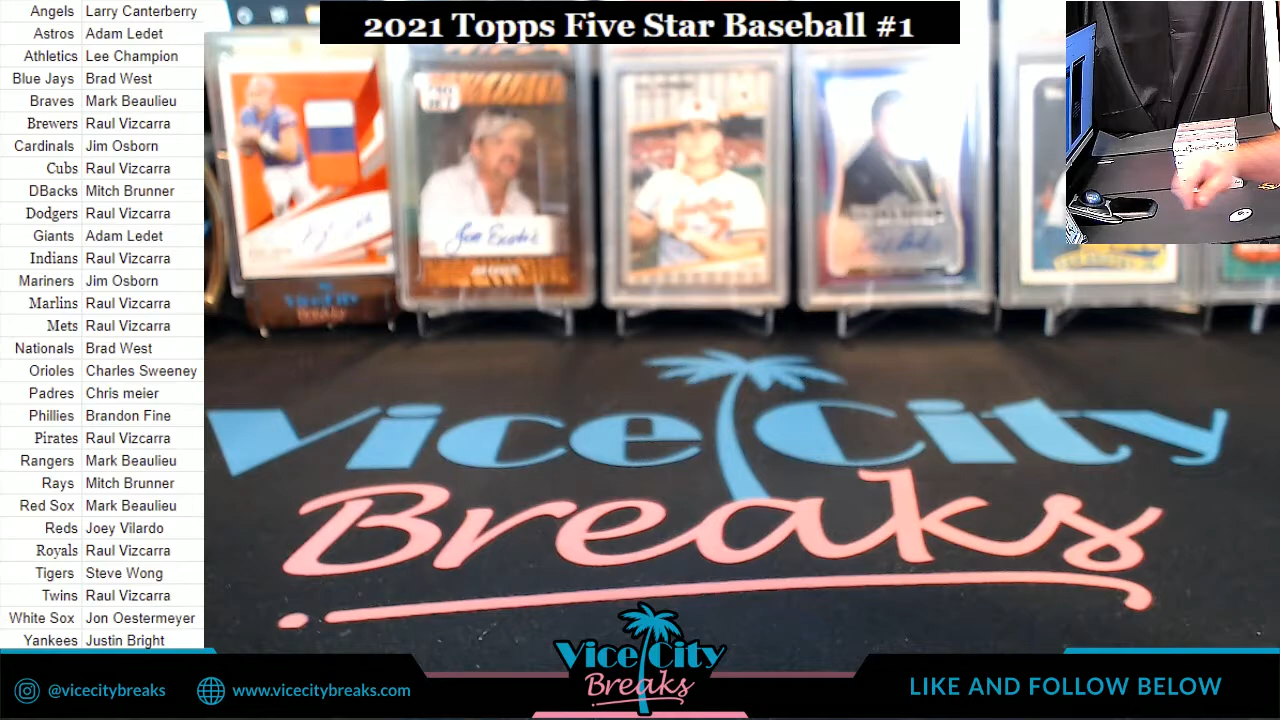 2021 Topps Five Star Baseball #1
Angels Larry Canterberry
Astros Adam Ledet
Athletics Lee Champion
Blue Jays Brad West
Braves Mark Beaulieu
Brewers Raul Vizcarra
Cardinals Jim Osborn
Cubs Raul Vizcarra
DBacks Mitch Brunner
Dodgers Raul Vizcarra
Giants Adam Ledet
Indians Raul Vizcarra
Mariners Jim Osborn
Marlins Raul Vizcarra
Mets Raul Vizcarra
Nationals Brad West
Orioles Charles Sweeney
Padres Chris meier
Phillies Brandon Fine
Pirates Raul Vizcarra
Rangers Mark Beaulieu
Rays Mitch Brunner
Red Sox Mark Beaulieu
Reds Joey Vilardo
Royals Raul Vizcarra
Tigers Steve Wong
Twins Raul Vizcarra
White Sox Jon Oestermeyer
Yankees Justin Bright
Vice City
Breaks
Joe Exotic
Vice City
Breaks
@vicecitybreaks
www.vicecitybreaks.com
Vice City
Breaks
LIKE AND FOLLOW BELOW